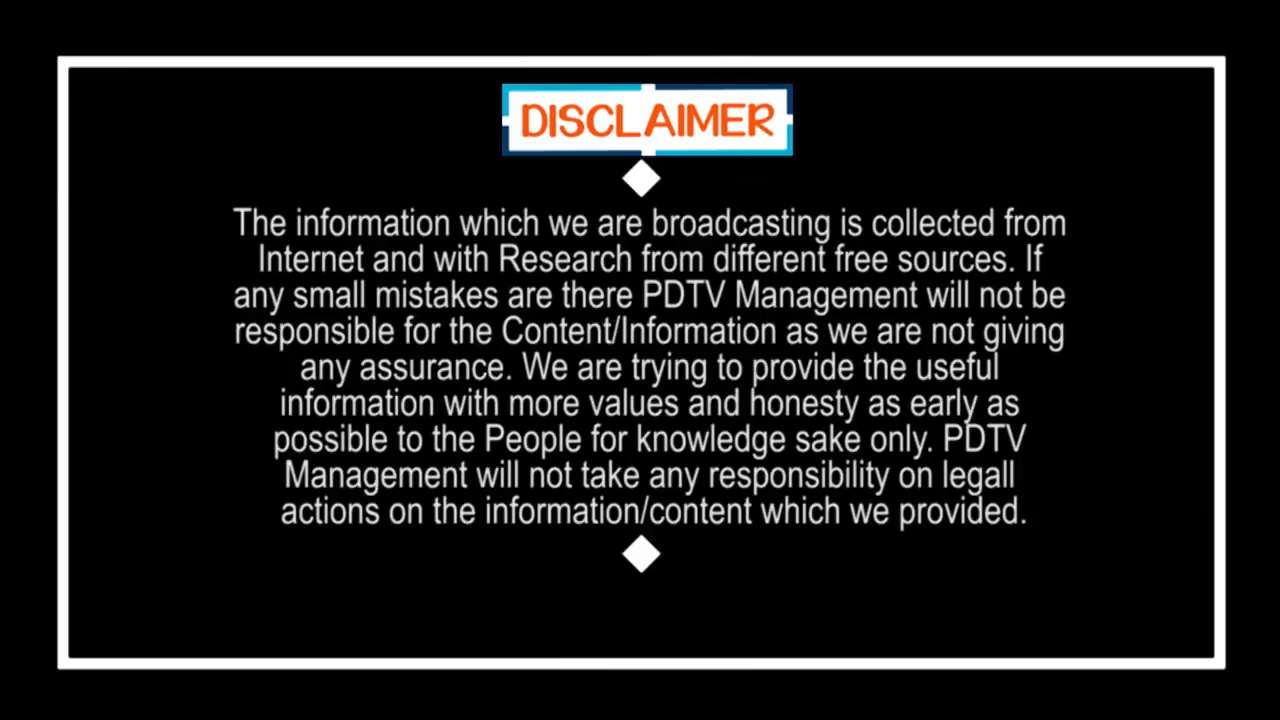 DISCLAIMER
The information which we are broadcasting is collected from
Internet and with Research from different free sources. If
any small mistakes are there PDTV Management will not be
responsible for the Content/Information as we are not giving
any assurance. We are trying to provide the useful
information with more values and honesty as early as
possible to the People for knowledge sake only. PDTV
Management will not take any responsibility on legall
actions on the information/content which we provided.